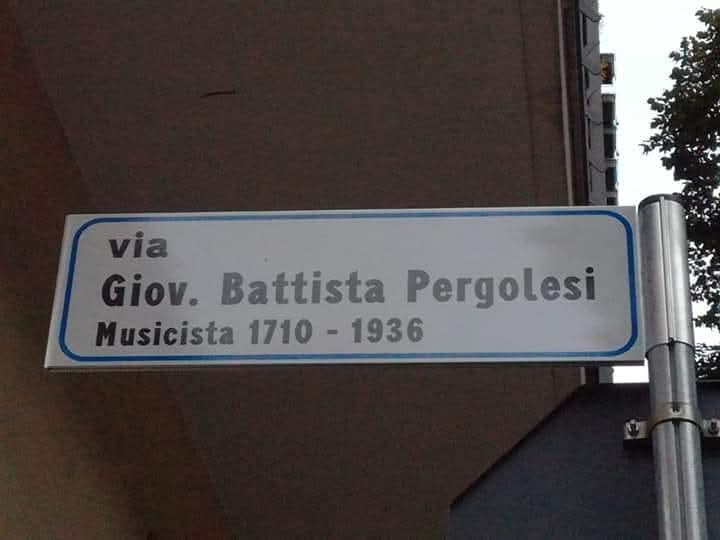 via
Giov. Battista Pergolesi
Musicista 1710 - 1936